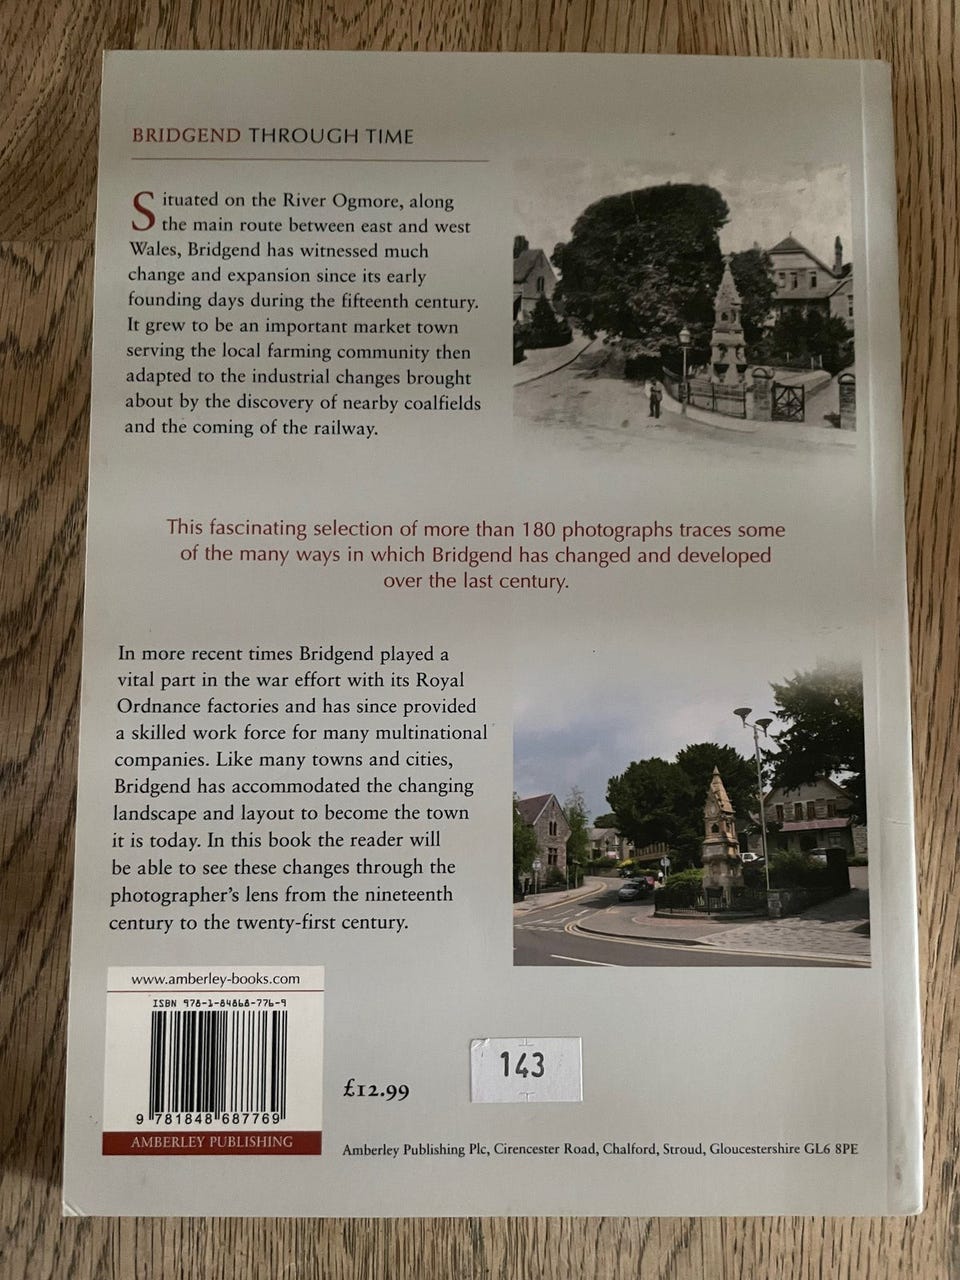 BRIDGEND THROUGH TIME
Situated on the River Ogmore, along
the main route between east and west
Wales, Bridgend has witnessed much
change and expansion since its early
founding days during the fifteenth century.
It grew to be an important market town
serving the local farming community then
adapted to the industrial changes brought
about by the discovery of nearby coalfields
and the coming of the railway.
This fascinating selection of more than 180 photographs traces some
of the many ways in which Bridgend has changed and developed
over the last century.
In more recent times Bridgend played a
vital part in the war effort with its Royal
Ordnance factories and has since provided
a skilled work force for many multinational
companies. Like many towns and cities,
Bridgend has accommodated the changing
landscape and layout to become the town
it is today. In this book the reader will
be able to see these changes through the
photographer's lens from the nineteenth
century to the twenty-first century.
www.amberley-books.com
ISBN 978-1-84868-776-9
9 781848 687769
AMBERLEY PUBLISHING
£12.99
143
Amberley Publishing Plc, Cirencester Road, Chalford, Stroud, Gloucestershire GL6 8PE